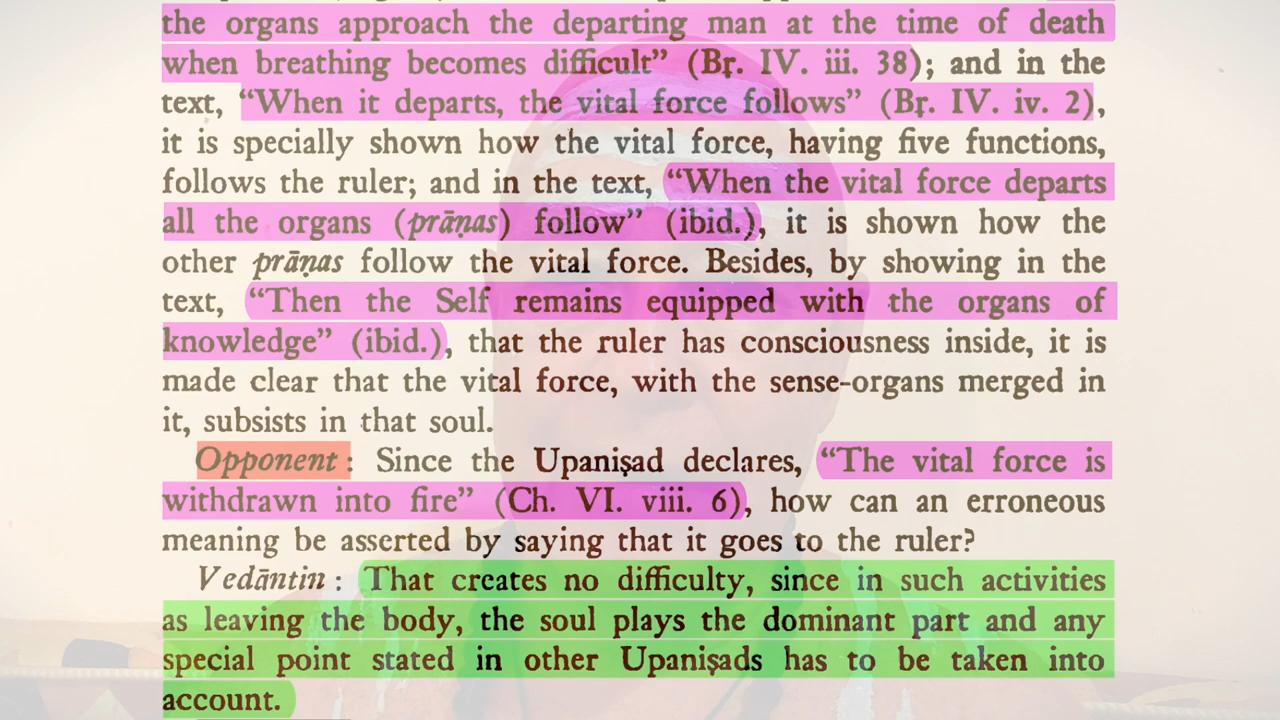 the organs approach the departing man at the time of death
when breathing becomes difficult” (Bṛ. IV. iii. 38); and in the
text, “When it departs, the vital force follows” (Bṛ. IV. iv. 2),
it is specially shown how the vital force, having five functions,
follows the ruler; and in the text, “When the vital force departs
all the organs (prāṇas) follow” (ibid.), it is shown how the
other prāṇas follow the vital force. Besides, by showing in the
text, “Then the Self remains equipped with the organs of
knowledge” (ibid.), that the ruler has consciousness inside, it is
made clear that the vital force, with the sense-organs merged in
it, subsists in that soul.
Opponent: Since the Upaniṣad declares, “The vital force is
withdrawn into fire” (Ch. VI. viii. 6), how can an erroneous
meaning be asserted by saying that it goes to the ruler?
Vedāntin: That creates no difficulty, since in such activities
as leaving the body, the soul plays the dominant part and any
special point stated in other Upaniṣads has to be taken into
account.